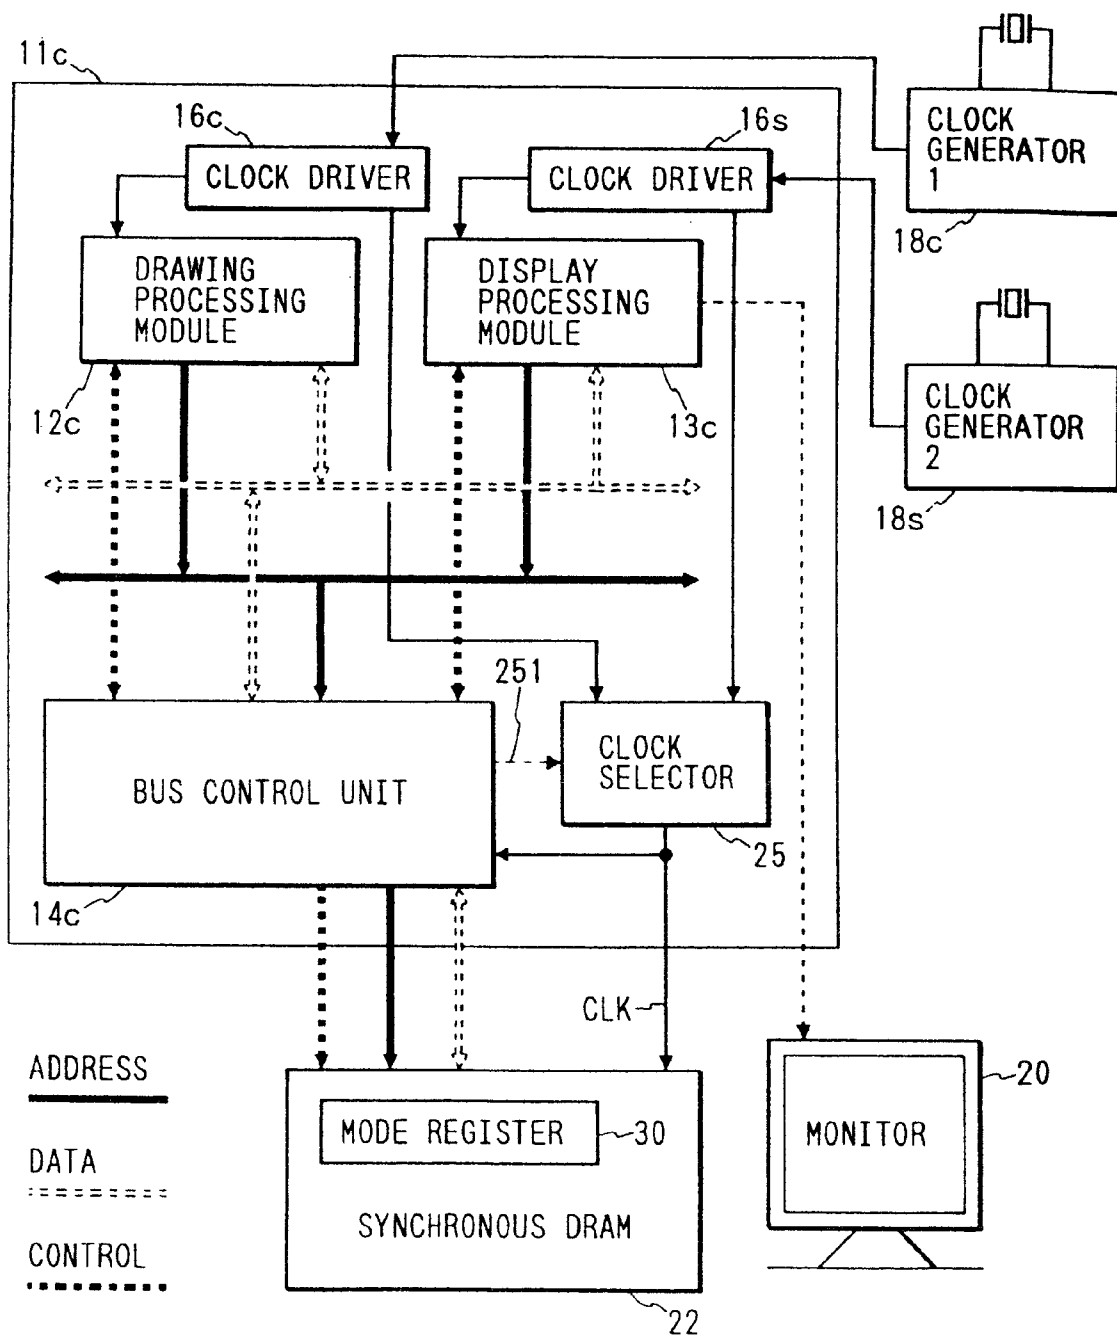 11c
16c
16s
CLOCK DRIVER
CLOCK DRIVER
CLOCK
GENERATOR
1
18c
DRAWING
PROCESSING
MODULE
DISPLAY
PROCESSING
MODULE
12c
13c
CLOCK
GENERATOR
2
18s
251
BUS CONTROL UNIT
CLOCK
SELECTOR
25
14c
CLK
ADDRESS
DATA
CONTROL
MODE REGISTER
30
SYNCHRONOUS DRAM
22
MONITOR
20